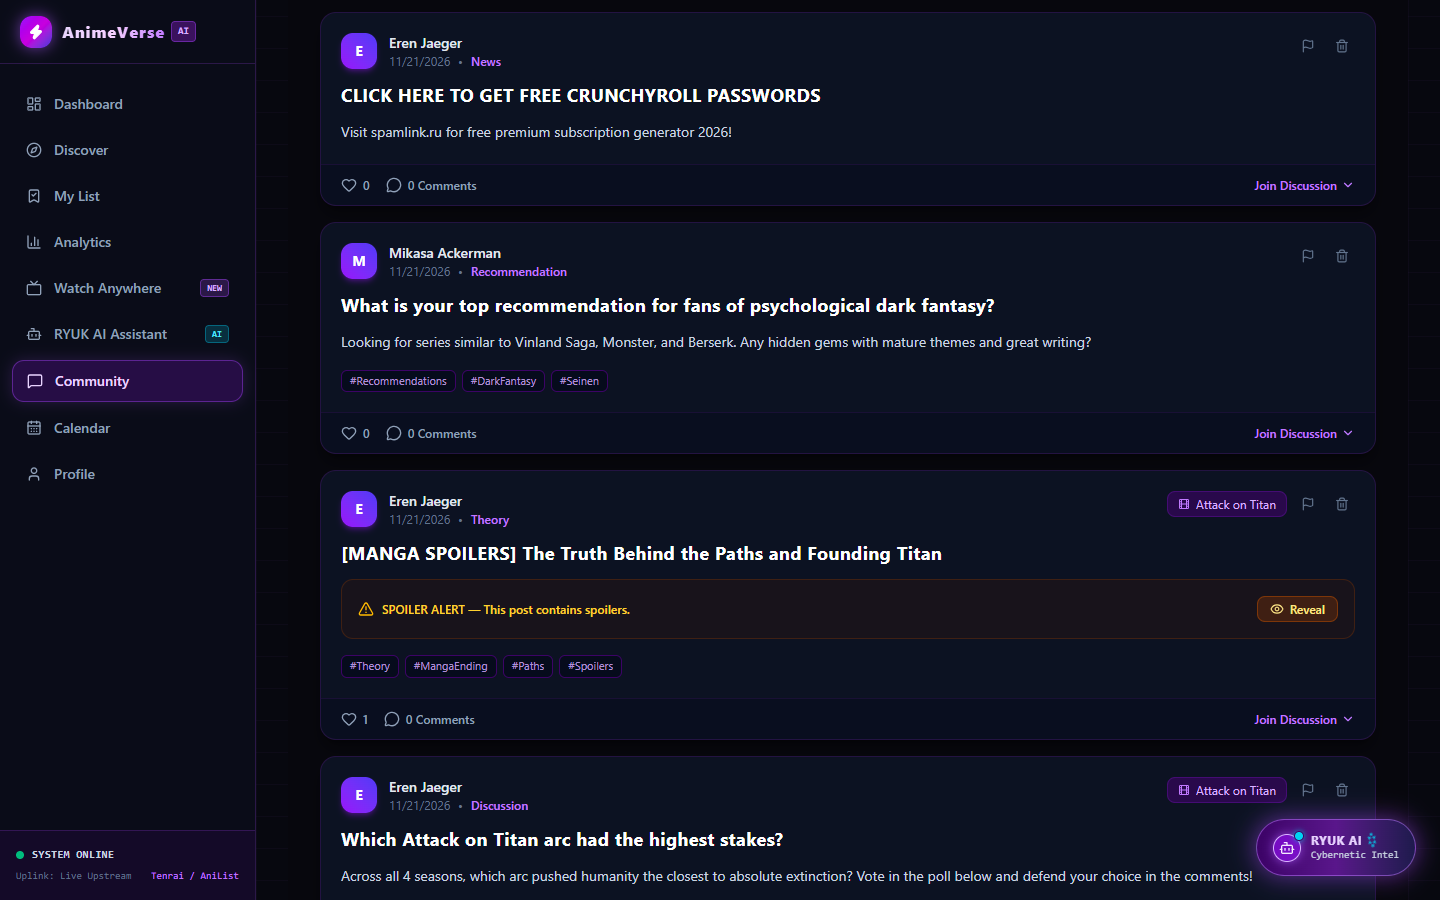 AnimeVerse AI
Dashboard
Discover
My List
Analytics
Watch Anywhere NEW
RYUK AI Assistant AI
Community
Calendar
Profile
SYSTEM ONLINE
Uplink: Live Upstream Tenrai / AniList
E
Eren Jaeger
11/21/2026 • News
CLICK HERE TO GET FREE CRUNCHYROLL PASSWORDS
Visit spamlink.ru for free premium subscription generator 2026!
0 0 Comments Join Discussion
M
Mikasa Ackerman
11/21/2026 • Recommendation
What is your top recommendation for fans of psychological dark fantasy?
Looking for series similar to Vinland Saga, Monster, and Berserk. Any hidden gems with mature themes and great writing?
#Recommendations #DarkFantasy #Seinen
0 0 Comments Join Discussion
E
Eren Jaeger
11/21/2026 • Theory
Attack on Titan
[MANGA SPOILERS] The Truth Behind the Paths and Founding Titan
SPOILER ALERT — This post contains spoilers. Reveal
#Theory #MangaEnding #Paths #Spoilers
1 0 Comments Join Discussion
E
Eren Jaeger
11/21/2026 • Discussion
Attack on Titan
Which Attack on Titan arc had the highest stakes?
Across all 4 seasons, which arc pushed humanity the closest to absolute extinction? Vote in the poll below and defend your choice in the comments!
RYUK AI
Cybernetic Intel